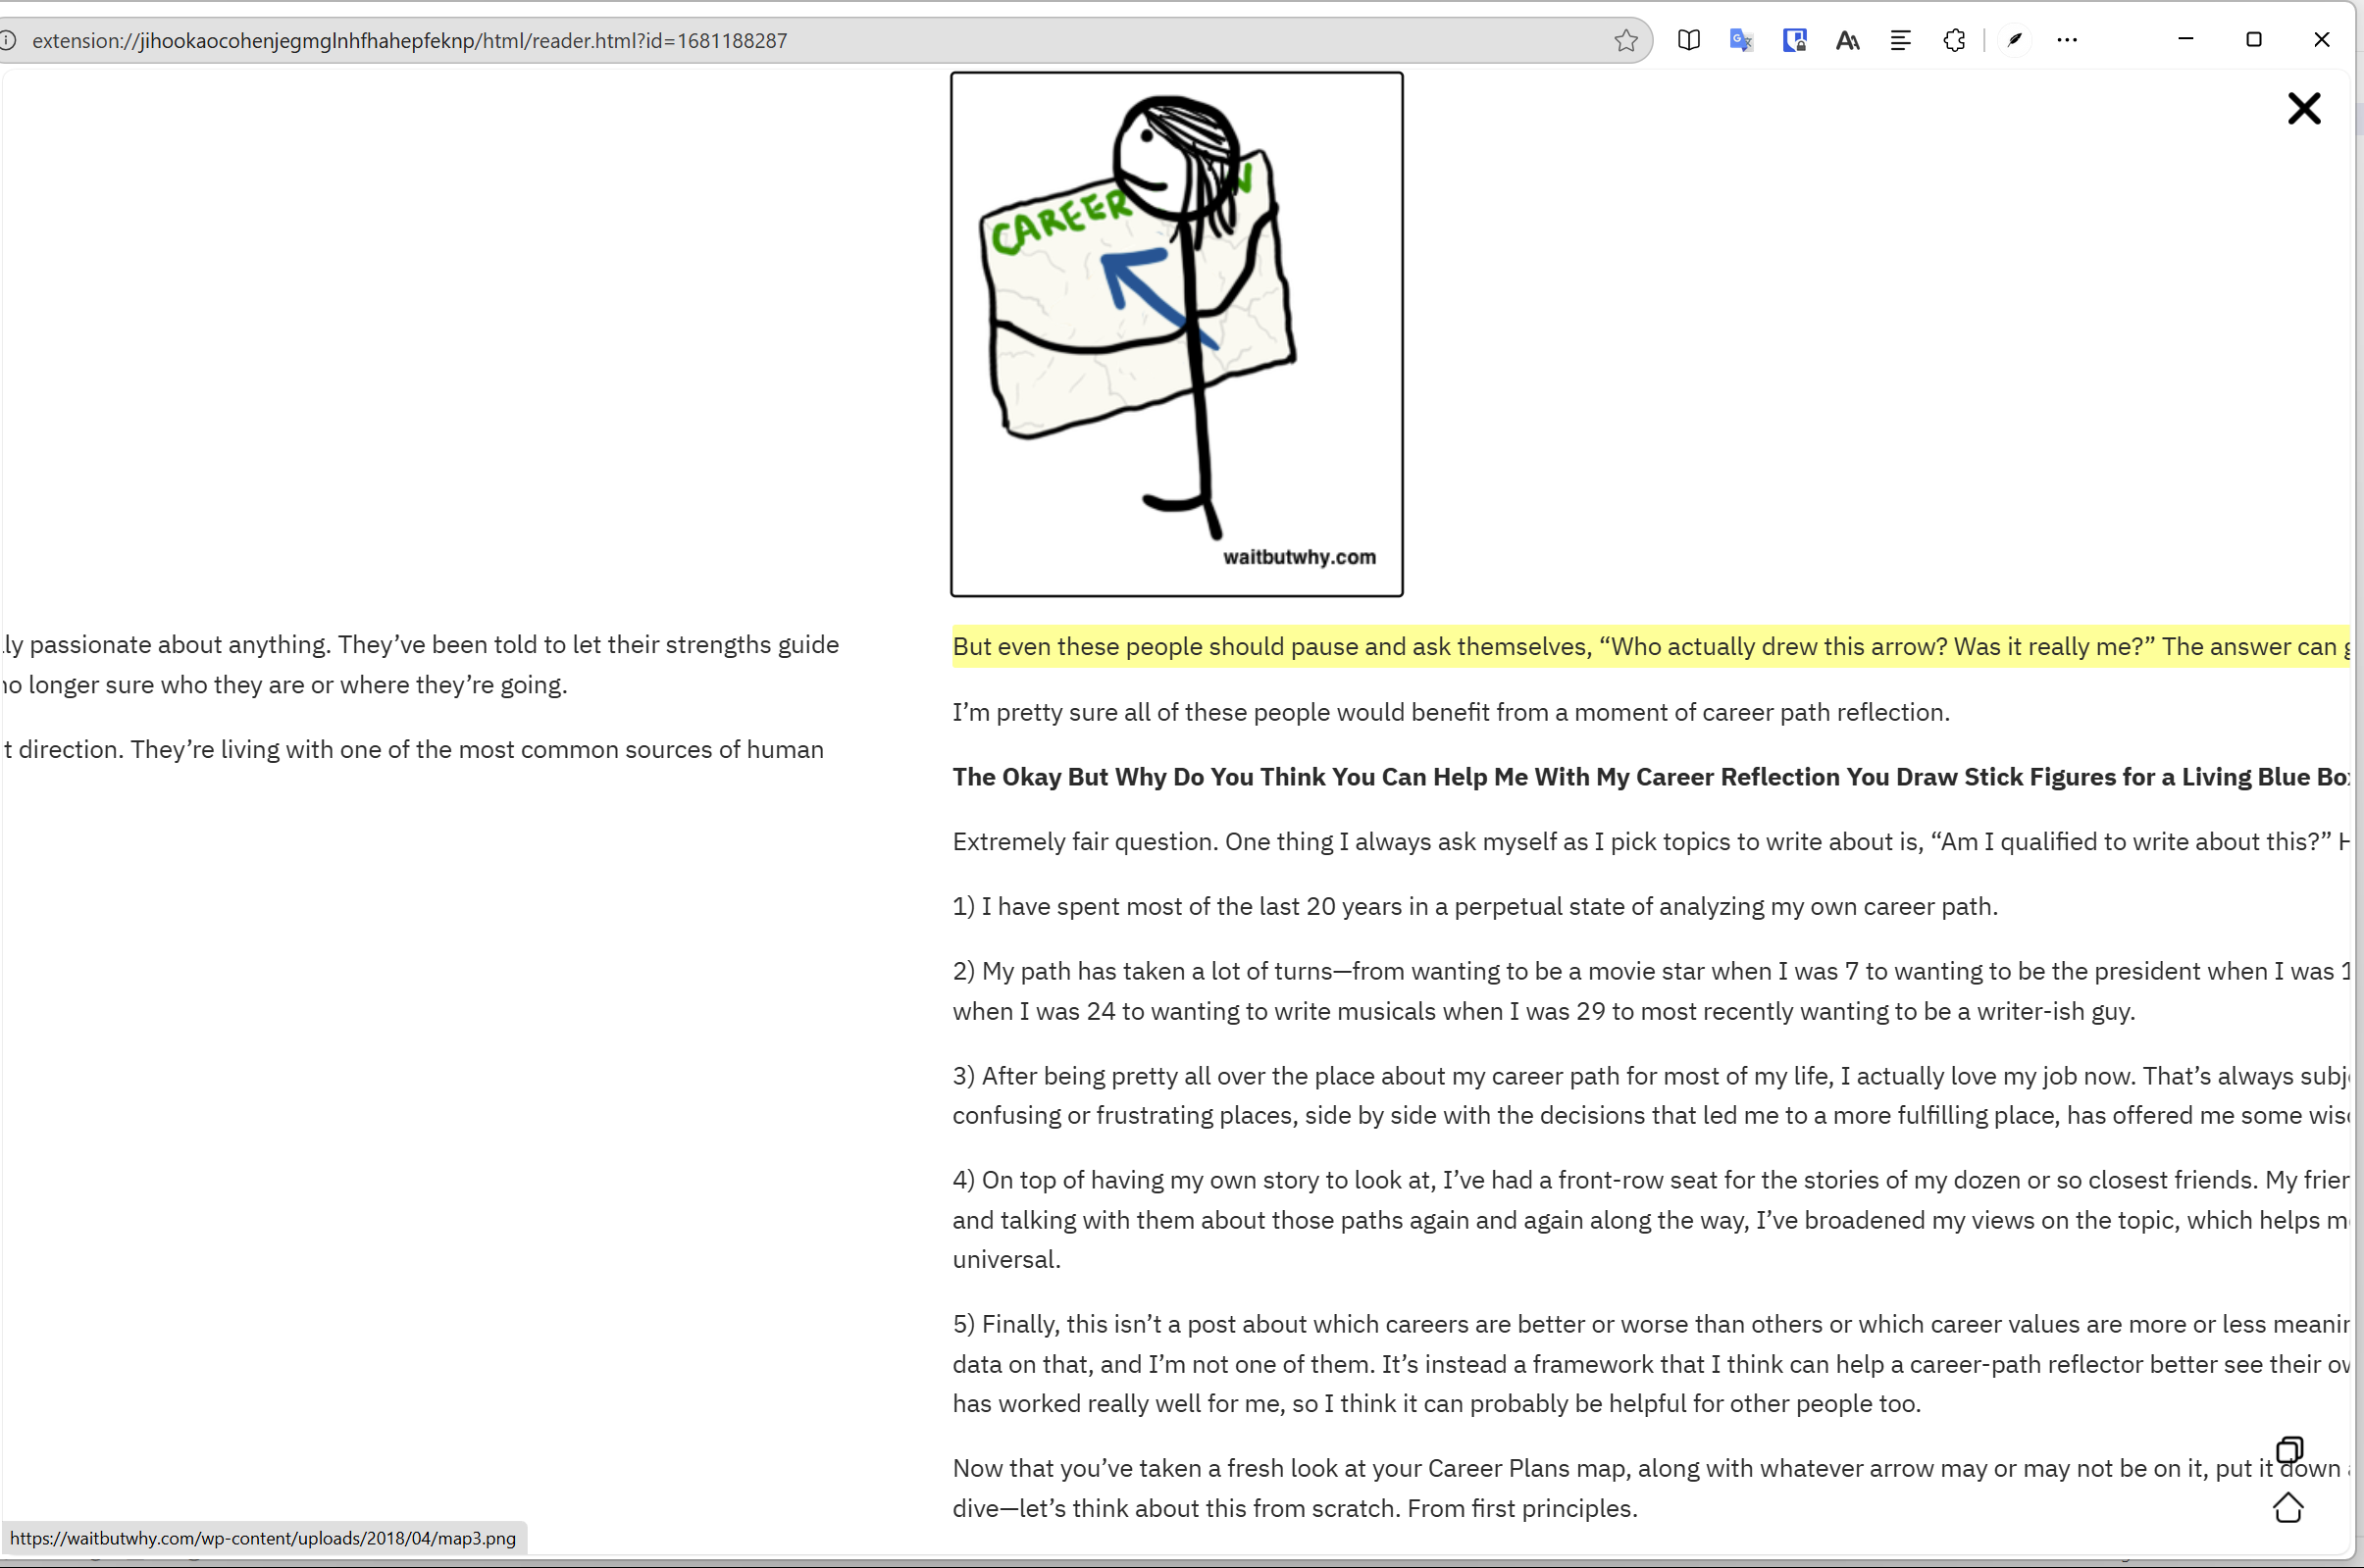 extension://jihookaocohenjegmglnhfhahepfeknp/html/reader.html?id=1681188287
CAREER
waitbutwhy.com
passionate about anything. They’ve been told to let their strengths guide
no longer sure who they are or where they’re going.
direction. They’re living with one of the most common sources of human
But even these people should pause and ask themselves, “Who actually drew this arrow? Was it really me?” The answer can
I’m pretty sure all of these people would benefit from a moment of career path reflection.
The Okay But Why Do You Think You Can Help Me With My Career Reflection You Draw Stick Figures for a Living Blue
Extremely fair question. One thing I always ask myself as I pick topics to write about is, “Am I qualified to write about this?”
1) I have spent most of the last 20 years in a perpetual state of analyzing my own career path.
2) My path has taken a lot of turns—from wanting to be a movie star when I was 7 to wanting to be the president when I was
when I was 24 to wanting to write musicals when I was 29 to most recently wanting to be a writer-ish guy.
3) After being pretty all over the place about my career path for most of my life, I actually love my job now. That’s always
confusing or frustrating places, side by side with the decisions that led me to a more fulfilling place, has offered me some
4) On top of having my own story to look at, I’ve had a front-row seat for the stories of my dozen or so closest friends. My
and talking with them about those paths again and again along the way, I’ve broadened my views on the topic, which helps
universal.
5) Finally, this isn’t a post about which careers are better or worse than others or which career values are more or less
data on that, and I’m not one of them. It’s instead a framework that I think can help a career-path reflector better see their
has worked really well for me, so I think it can probably be helpful for other people too.
Now that you’ve taken a fresh look at your Career Plans map, along with whatever arrow may or may not be on it, put it down
dive—let’s think about this from scratch. From first principles.
https://waitbutwhy.com/wp-content/uploads/2018/04/map3.png